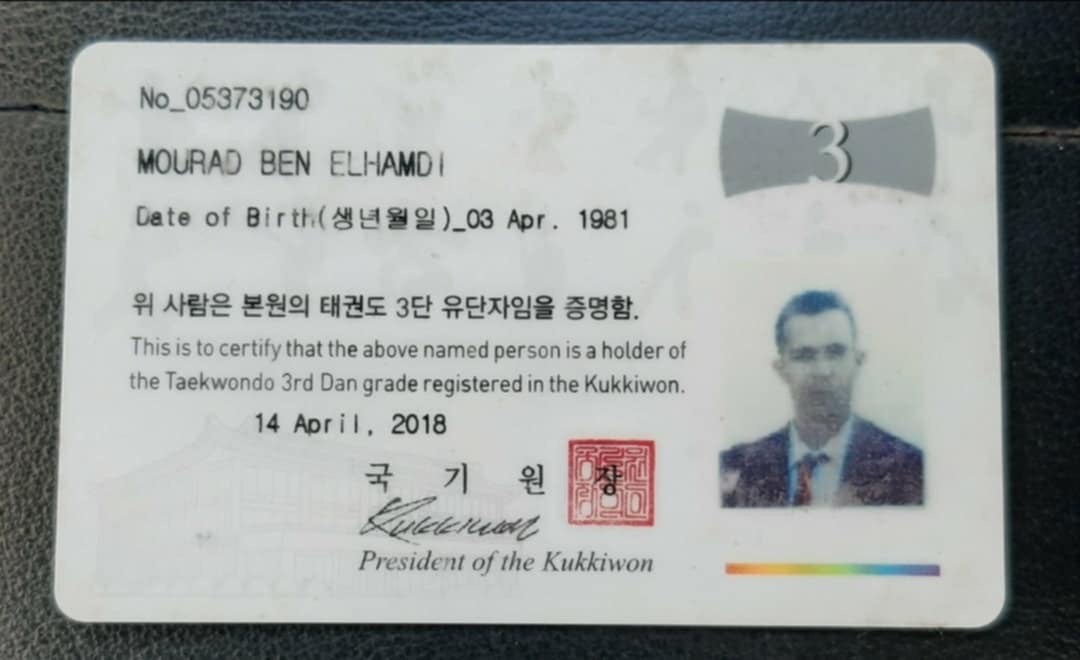 No_05373190
3
MOURAD BEN ELHAMDI
Date of Birth(생년월일)_03 Apr. 1981
위 사람은 본원의 태권도 3단 유단자임을 증명함.
This is to certify that the above named person is a holder of
the Taekwondo 3rd Dan grade registered in the Kukkiwon.
14 April, 2018
국 기 원 장
Kukkiwon
President of the Kukkiwon